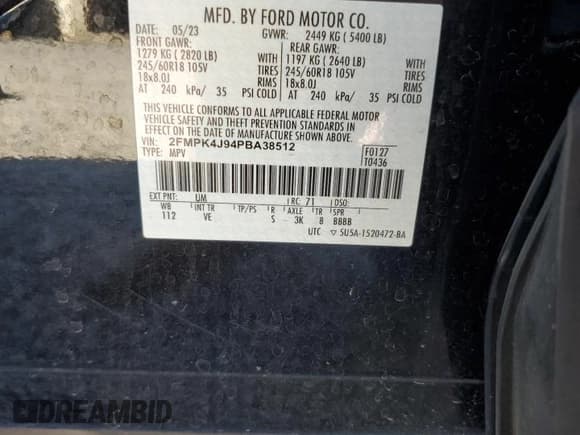 MFD. BY FORD MOTOR CO.
DATE: 05/23 GVWR: 2449 KG ( 5400 LB)
FRONT GAWR: REAR GAWR:
1279 KG ( 2820 LB) 1197 KG ( 2640 LB)
245/60R18 105V TIRES 245/60R18 105V TIRES
18x8.0J RIMS 18x8.0J RIMS
AT 240 kPa/ 35 PSI COLD AT 240 kPa/ 35 PSI COLD
THIS VEHICLE CONFORMS TO ALL APPLICABLE FEDERAL MOTOR
VEHICLE SAFETY AND THEFT PREVENTION STANDARDS
IN EFFECT ON THE DATE OF MANUFACTURE SHOWN ABOVE.
VIN: 2FMPK4J94PBA38512 F0127
TYPE: MPV T0436
EXT PNT: UM RC: 71 DSO:
WB INT TR TP/PS R AXLE TR SPR
112 VE S 3K 8 BBBB
UTC ▽ SU5A-1520472-BA
DREAMBID